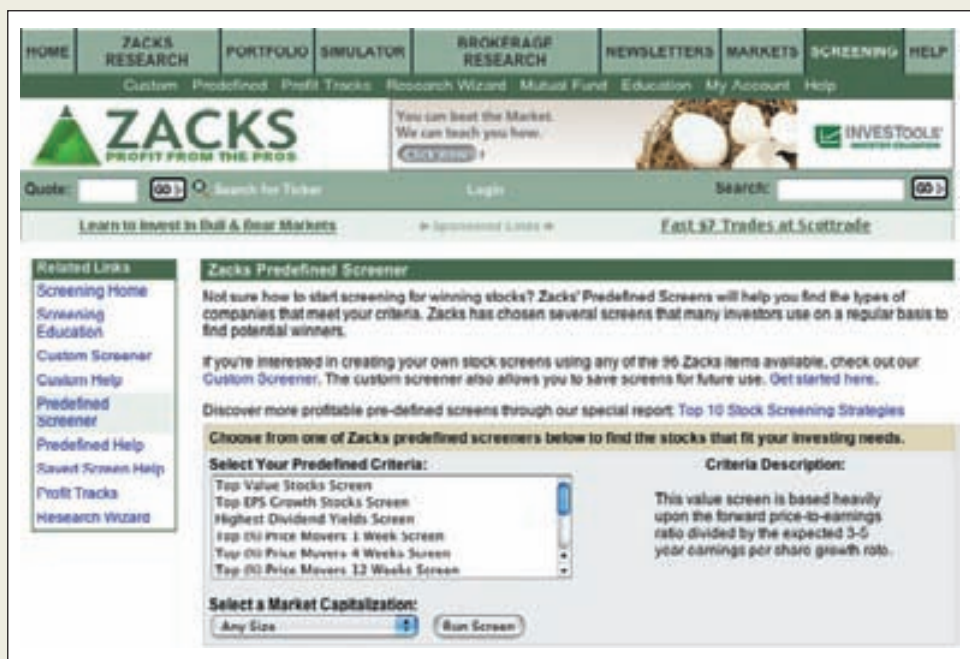 HOME ZACKS RESEARCH PORTFOLIO SIMULATOR BROKERAGE RESEARCH NEWSLETTERS MARKETS SCREENING HELP
Custom Predefined Profit Tracks Research Wizard Mutual Fund Education My Account Help
ZACKS
PROFIT FROM THE PROS
You can beat the Market.
We can teach you how.
Click Here
INVESTOOLS'
INVESTOR EDUCATION
Quote: GO Search for Ticker Login Search: GO
Learn to Invest in Bull & Bear Markets Sponsored Links Fast $7 Trades at Scottrade
Related Links
Screening Home
Screening
Education
Custom Screener
Custom Help
Predefined
Screener
Predefined Help
Saved Screen Help
Profit Tracks
Research Wizard
Zacks Predefined Screener
Not sure how to start screening for winning stocks? Zacks' Predefined Screens will help you find the types of
companies that meet your criteria. Zacks has chosen several screens that many investors use on a regular basis to
find potential winners.
If you're interested in creating your own stock screens using any of the 96 Zacks items available, check out our
Custom Screener. The custom screener also allows you to save screens for future use. Get started here.
Discover more profitable pre-defined screens through our special report: Top 10 Stock Screening Strategies
Choose from one of Zacks predefined screeners below to find the stocks that fit your investing needs.
Select Your Predefined Criteria:
Top Value Stocks Screen
Top EPS Growth Stocks Screen
Highest Dividend Yields Screen
Top (%) Price Movers 1 Week Screen
Top (%) Price Movers 4 Weeks Screen
Top (%) Price Movers 12 Weeks Screen
Criteria Description:
This value screen is based heavily
upon the forward price-to-earnings
ratio divided by the expected 3-5
year earnings per share growth rate.
Select a Market Capitalization:
Any Size Run Screen